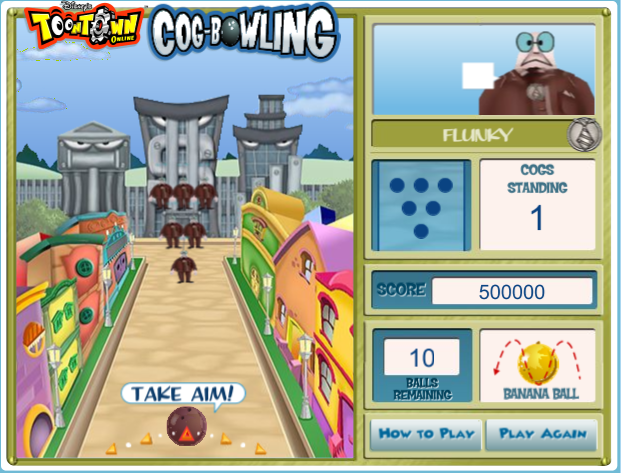 Disney's
TOONTOWN
ONLINE
COG-BOWLING
FLUNKY
COGS
STANDING
1
SCORE 500000
10
BALLS
REMAINING
BANANA BALL
TAKE AIM!
HOW TO PLAY
PLAY AGAIN